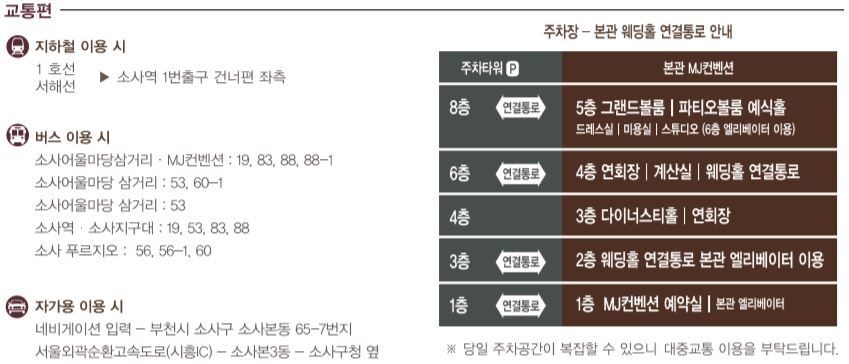 교통편
지하철 이용 시
1 호선
서해선
▶ 소사역 1번출구 건너편 좌측
버스 이용 시
소사어울마당삼거리 · MJ컨벤션 : 19, 83, 88, 88-1
소사어울마당 삼거리 : 53, 60-1
소사어울마당 삼거리 : 53
소사역 · 소사지구대 : 19, 53, 83, 88
소사 푸르지오 : 56, 56-1, 60
자가용 이용 시
네비게이션 입력 - 부천시 소사구 소사본동 65-7번지
서울외곽순환고속도로(시흥IC) - 소사본3동 - 소사구청 옆
주차장 - 본관 웨딩홀 연결통로 안내
주차타워 P 본관 MJ컨벤션
8층 연결통로 5층 그랜드볼룸 | 파티오볼룸 예식홀
드레스실 | 미용실 | 스튜디오 (6층 엘리베이터 이용)
6층 연결통로 4층 연회장 | 계산실 | 웨딩홀 연결통로
4층 3층 다이너스티홀 | 연회장
3층 연결통로 2층 웨딩홀 연결통로 본관 엘리베이터 이용
1층 연결통로 1층 MJ컨벤션 예약실 | 본관 엘리베이터
※ 당일 주차공간이 복잡할 수 있으니 대중교통 이용을 부탁드립니다.